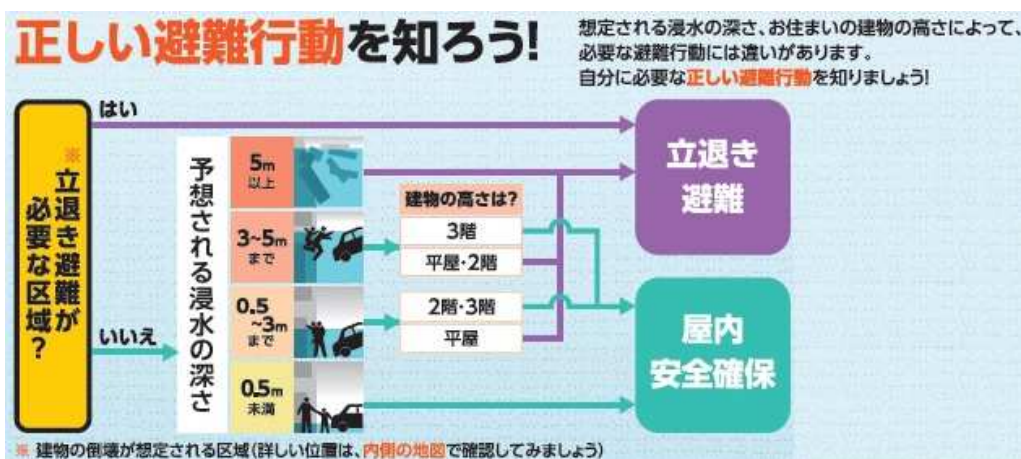 正しい避難行動を知ろう!
想定される浸水の深さ、お住まいの建物の高さによって、
必要な避難行動には違いがあります。
自分に必要な正しい避難行動を知りましょう!
※立退き避難が
必要な区域?
はい
いいえ
予想される浸水の深さ
5m
以上
3~5m
まで
0.5
~3m
まで
0.5m
未満
建物の高さは?
3階
平屋・2階
2階・3階
平屋
立退き
避難
屋内
安全確保
※ 建物の倒壊が想定される区域(詳しい位置は、内側の地図で確認してみましょう)